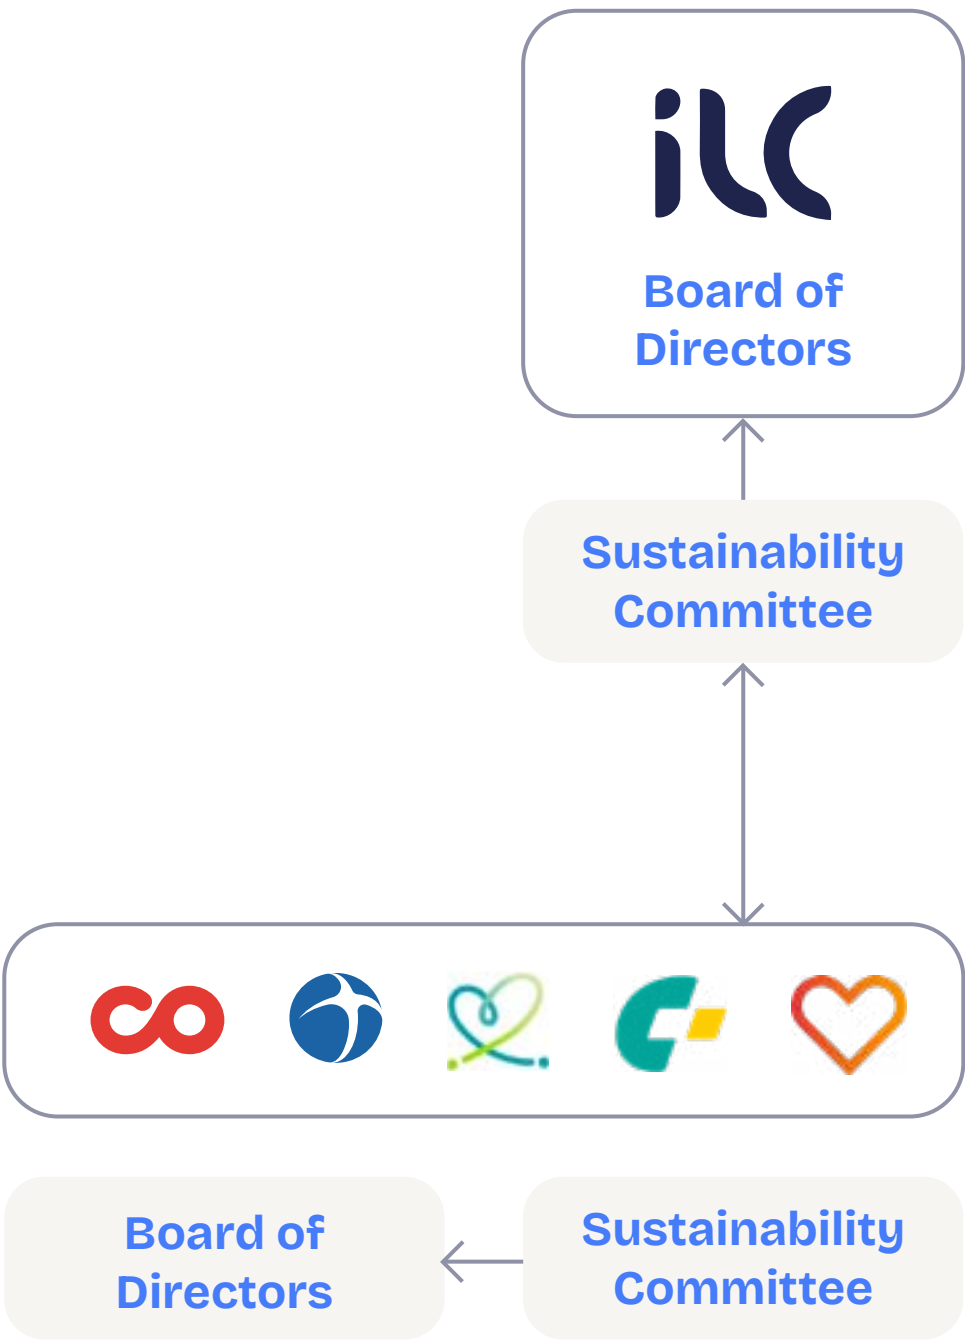 iLC
Board of
Directors
Sustainability
Committee
Board of
Directors
Sustainability
Committee